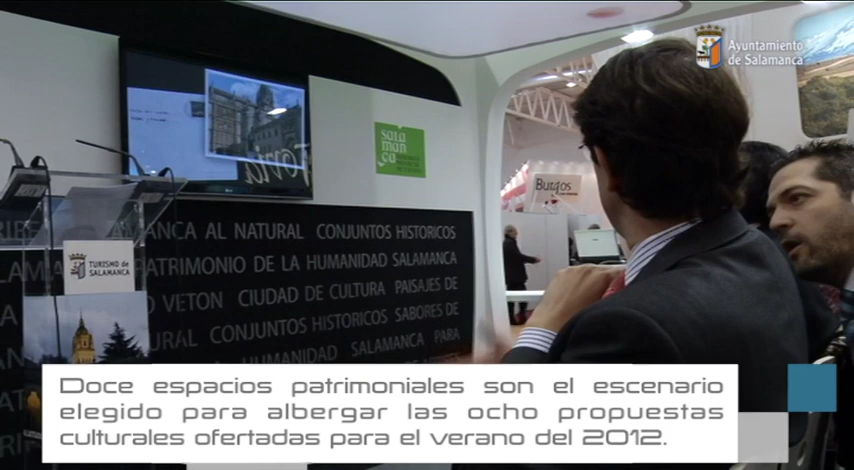 Ayuntamiento
de Salamanca
sala
man
ca
Burgos
MANCA AL NATURAL CONJUNTOS HISTORICOS
PATRIMONIO DE LA HUMANIDAD SALAMANCA
VETON CIUDAD DE CULTURA PAISAJES DE
URAL CONJUNTOS HISTORICOS SABORES DE
HUMANIDAD SALAMANCA PARA
TURISMO DE
SALAMANCA
Doce espacios patrimoniales son el escenario
elegido para albergar las ocho propuestas
culturales ofertadas para el verano del 2012.